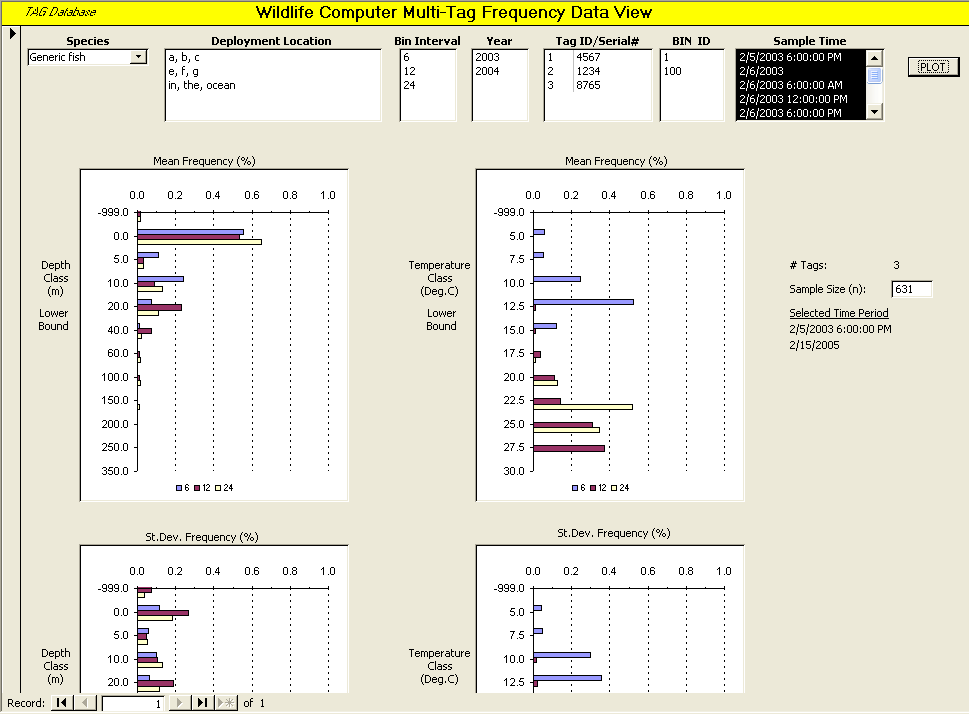 TAG Database
Wildlife Computer Multi-Tag Frequency Data View
Species
Deployment Location
Bin Interval
Year
Tag ID/Serial#
BIN ID
Sample Time
Generic fish
a, b, c
e, f, g
in, the, ocean
6
12
24
2003
2004
1 4567
2 1234
3 8765
1
100
2/5/2003 6:00:00 PM
2/6/2003
2/6/2003 6:00:00 AM
2/6/2003 12:00:00 PM
2/6/2003 6:00:00 PM
PLOT
Mean Frequency (%)
0.0 0.2 0.4 0.6 0.8 1.0
-999.0
0.0
5.0
10.0
20.0
40.0
60.0
100.0
150.0
200.0
250.0
350.0
Depth
Class
(m)
Lower
Bound
6 12 24
Mean Frequency (%)
0.0 0.2 0.4 0.6 0.8 1.0
-999.0
5.0
7.5
10.0
12.5
15.0
17.5
20.0
22.5
25.0
27.5
30.0
Temperature
Class
(Deg.C)
Lower
Bound
6 12 24
# Tags: 3
Sample Size (n): 631
Selected Time Period
2/5/2003 6:00:00 PM
2/15/2005
St.Dev. Frequency (%)
0.0 0.2 0.4 0.6 0.8 1.0
-999.0
0.0
5.0
10.0
20.0
Depth
Class
(m)
St.Dev. Frequency (%)
0.0 0.2 0.4 0.6 0.8 1.0
-999.0
5.0
7.5
10.0
12.5
Temperature
Class
(Deg.C)
Record: 1 of 1